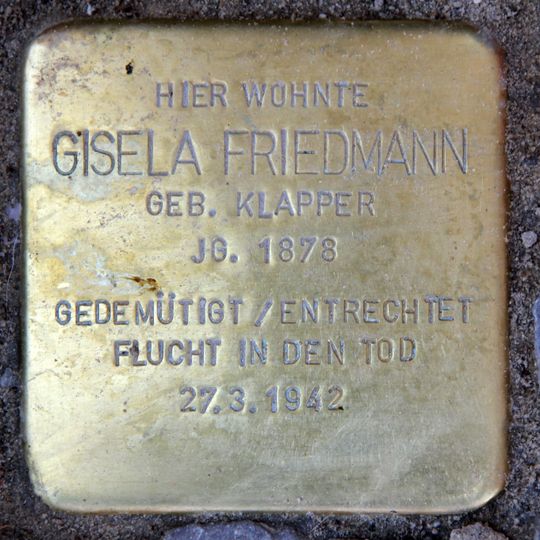 HIER WOHNTE
GISELA FRIEDMANN
GEB. KLAPPER
JG. 1878
GEDEMÜTIGT / ENTRECHTET
FLUCHT IN DEN TOD
27.3.1942